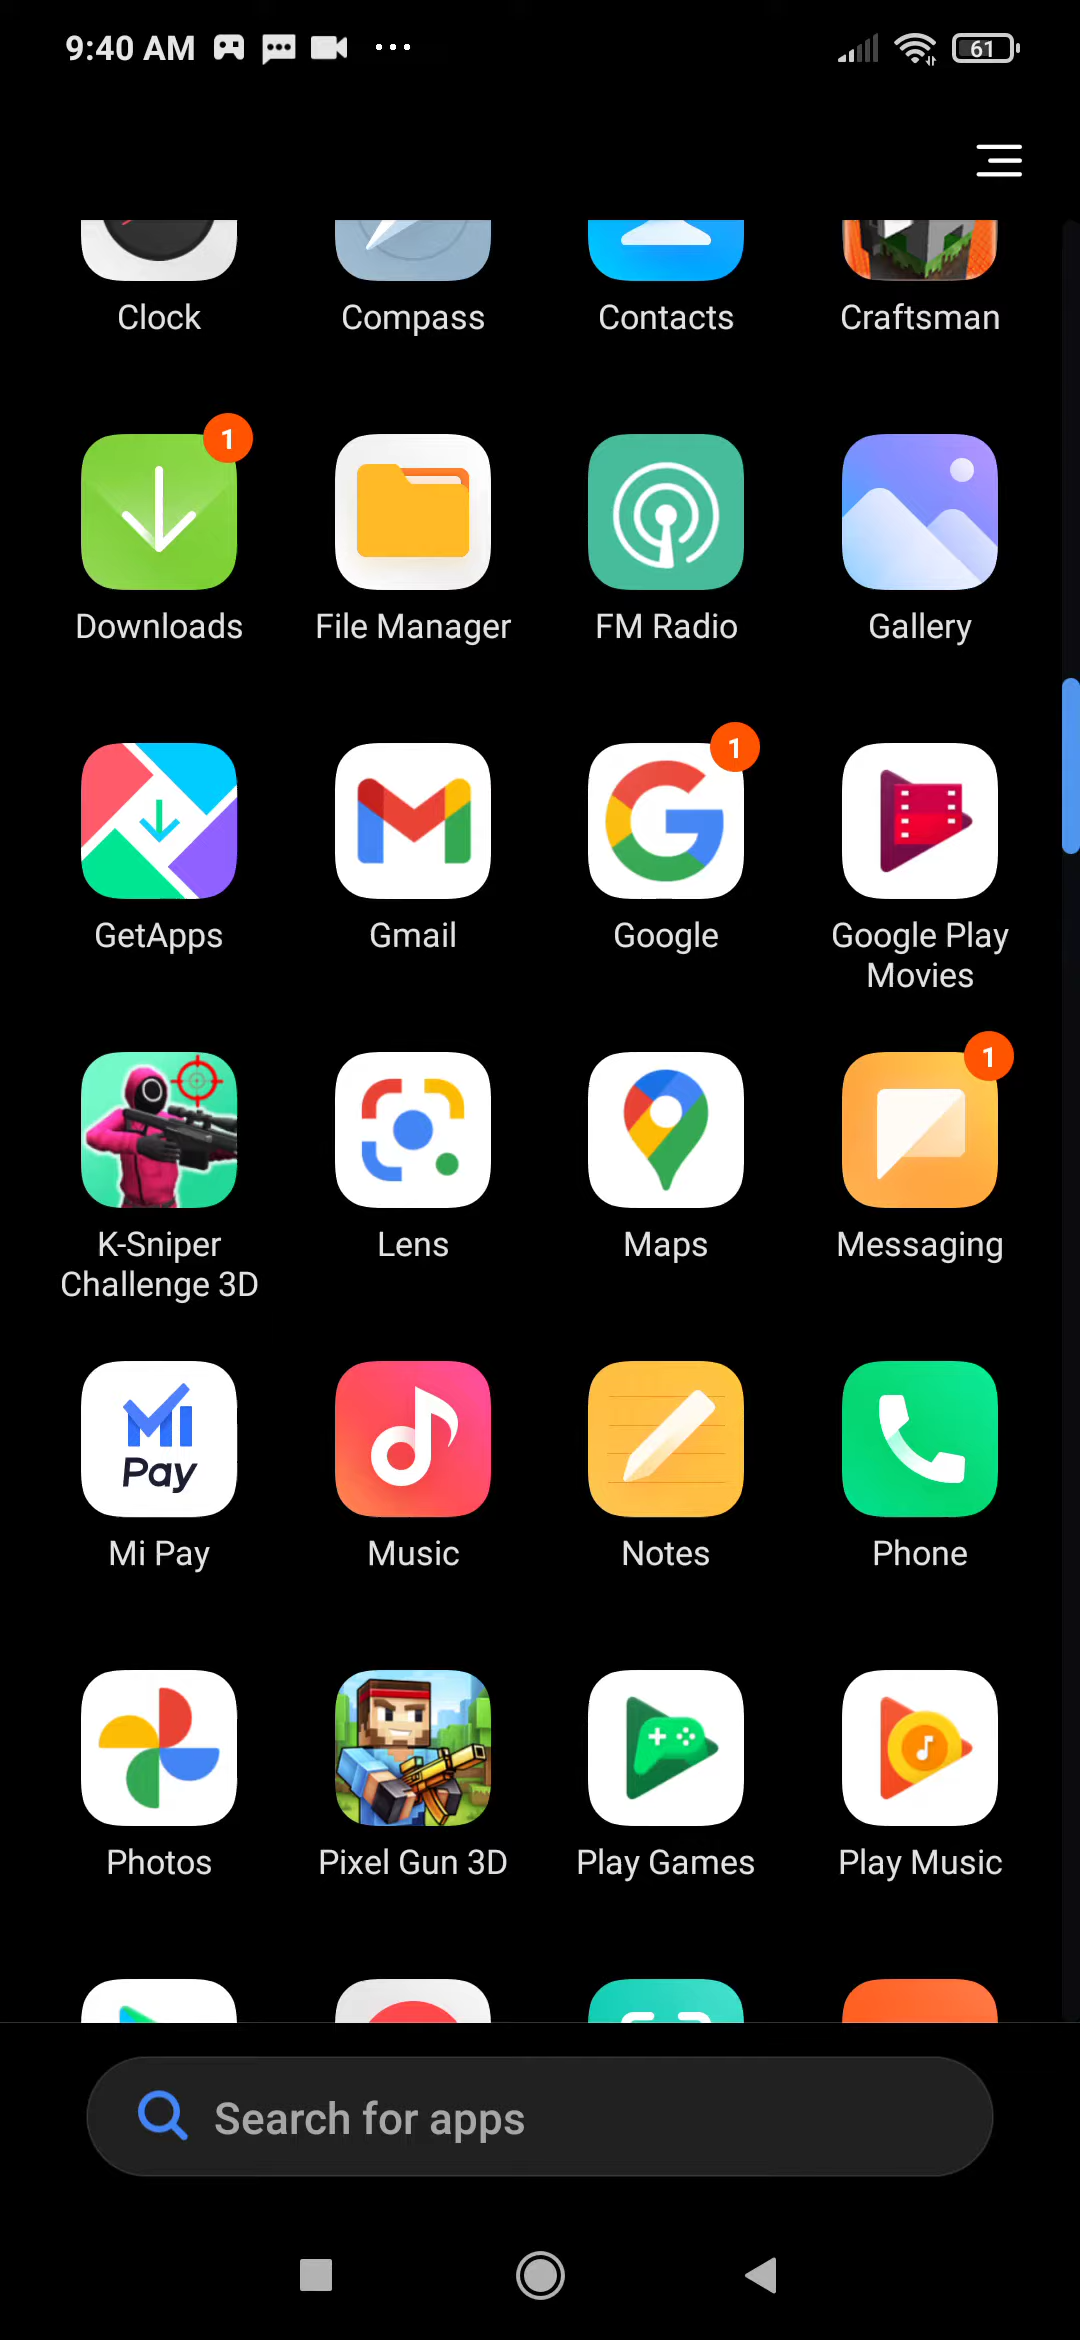 9:40 AM
61
Clock
Compass
Contacts
Craftsman
1
Downloads
File Manager
FM Radio
Gallery
1
GetApps
Gmail
Google
Google Play
Movies
1
K-Sniper
Challenge 3D
Lens
Maps
Messaging
Pay
Mi Pay
Music
Notes
Phone
Photos
Pixel Gun 3D
Play Games
Play Music
Search for apps